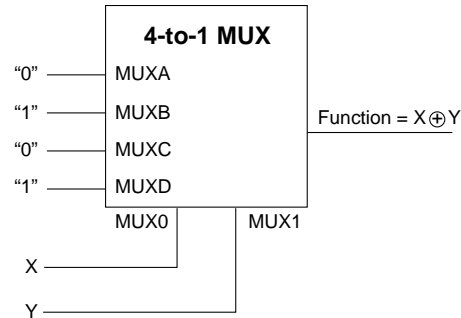 4-to-1 MUX
“0” MUXA
“1” MUXB
Function = X⊕Y
“0” MUXC
“1” MUXD
MUX0 MUX1
X
Y